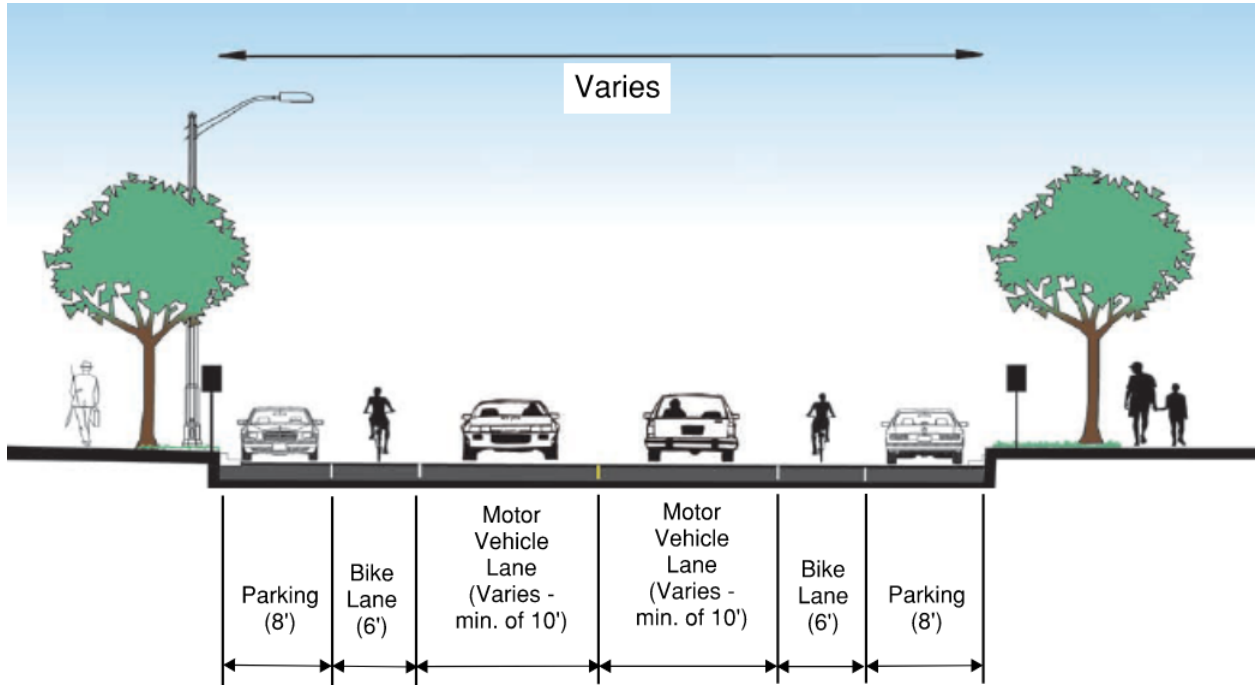 Varies
Parking
(8')
Bike
Lane
(6')
Motor
Vehicle
Lane
(Varies -
min. of 10')
Motor
Vehicle
Lane
(Varies -
min. of 10')
Bike
Lane
(6')
Parking
(8')